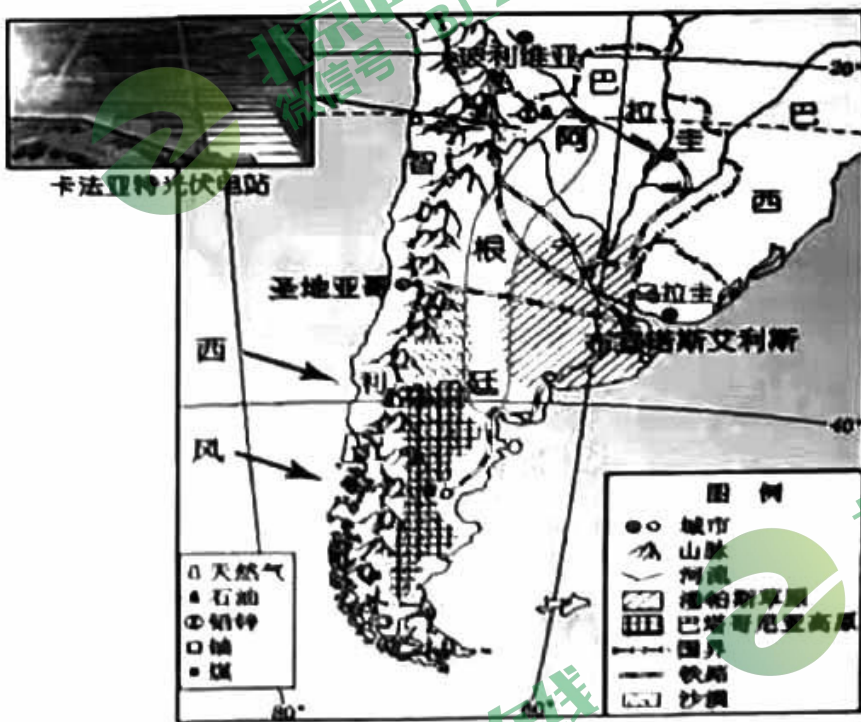 卡法亚特光伏电站
玻利维亚
巴
拉
圭
巴
西
阿
根
廷
智
利
圣地亚哥
乌拉圭
布宜诺斯艾利斯
西
风
20°
40°
80°
60°
天然气
石油
铅锌
铀
煤
图 例
城市
山脉
河流
潘帕斯草原
巴塔哥尼亚高原
国界
铁路
沙漠